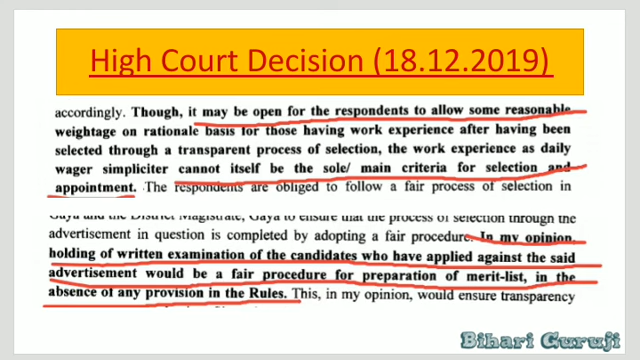 High Court Decision (18.12.2019)
accordingly. Though, it may be open for the respondents to allow some reasonable
weightage on rationale basis for those having work experience after having been
selected through a transparent process of selection, the work experience as daily
wager simpliciter cannot itself be the sole/ main criteria for selection and
appointment. The respondents are obliged to follow a fair process of selection in
Gaya and the District Magistrate, Gaya to ensure that the process of selection through the
advertisement in question is completed by adopting a fair procedure. In my opinion,
holding of written examination of the candidates who have applied against the said
advertisement would be a fair procedure for preparation of merit-list, in the
absence of any provision in the Rules. This, in my opinion, would ensure transparency
Bihari Guruji